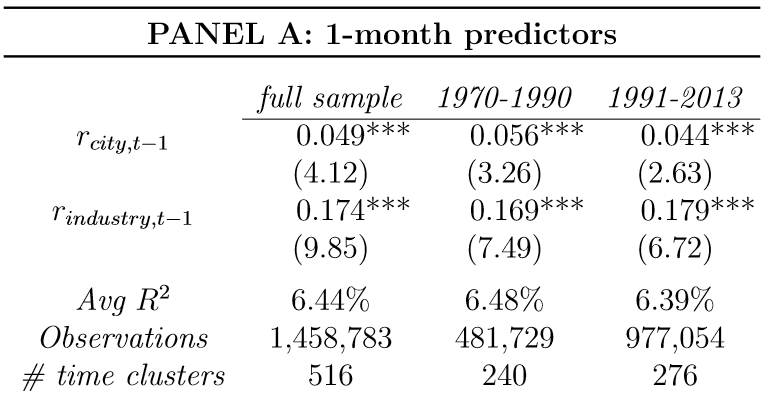 PANEL A: 1-month predictors
full sample 1970-1990 1991-2013
r_{city,t−1} 0.049*** 0.056*** 0.044***
(4.12) (3.26) (2.63)
r_{industry,t−1} 0.174*** 0.169*** 0.179***
(9.85) (7.49) (6.72)
Avg R² 6.44% 6.48% 6.39%
Observations 1,458,783 481,729 977,054
# time clusters 516 240 276